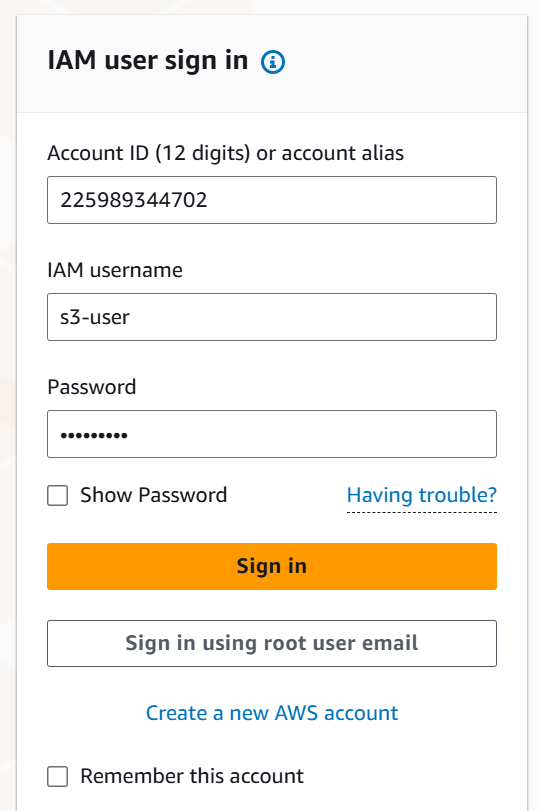 IAM user sign in
Account ID (12 digits) or account alias
225989344702
IAM username
s3-user
Password
•••••••••
Show Password
Having trouble?
Sign in
Sign in using root user email
Create a new AWS account
Remember this account